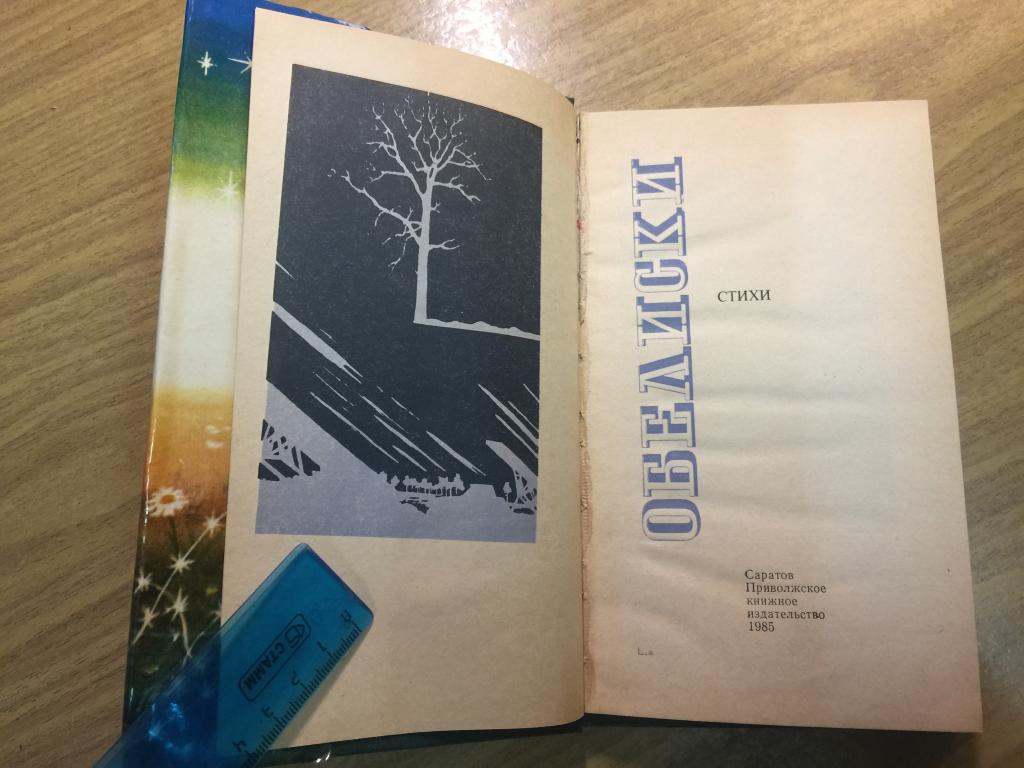 ОБЕЛИСКИ
СТИХИ
Саратов
Приволжское
книжное
издательство
1985
СТАММ